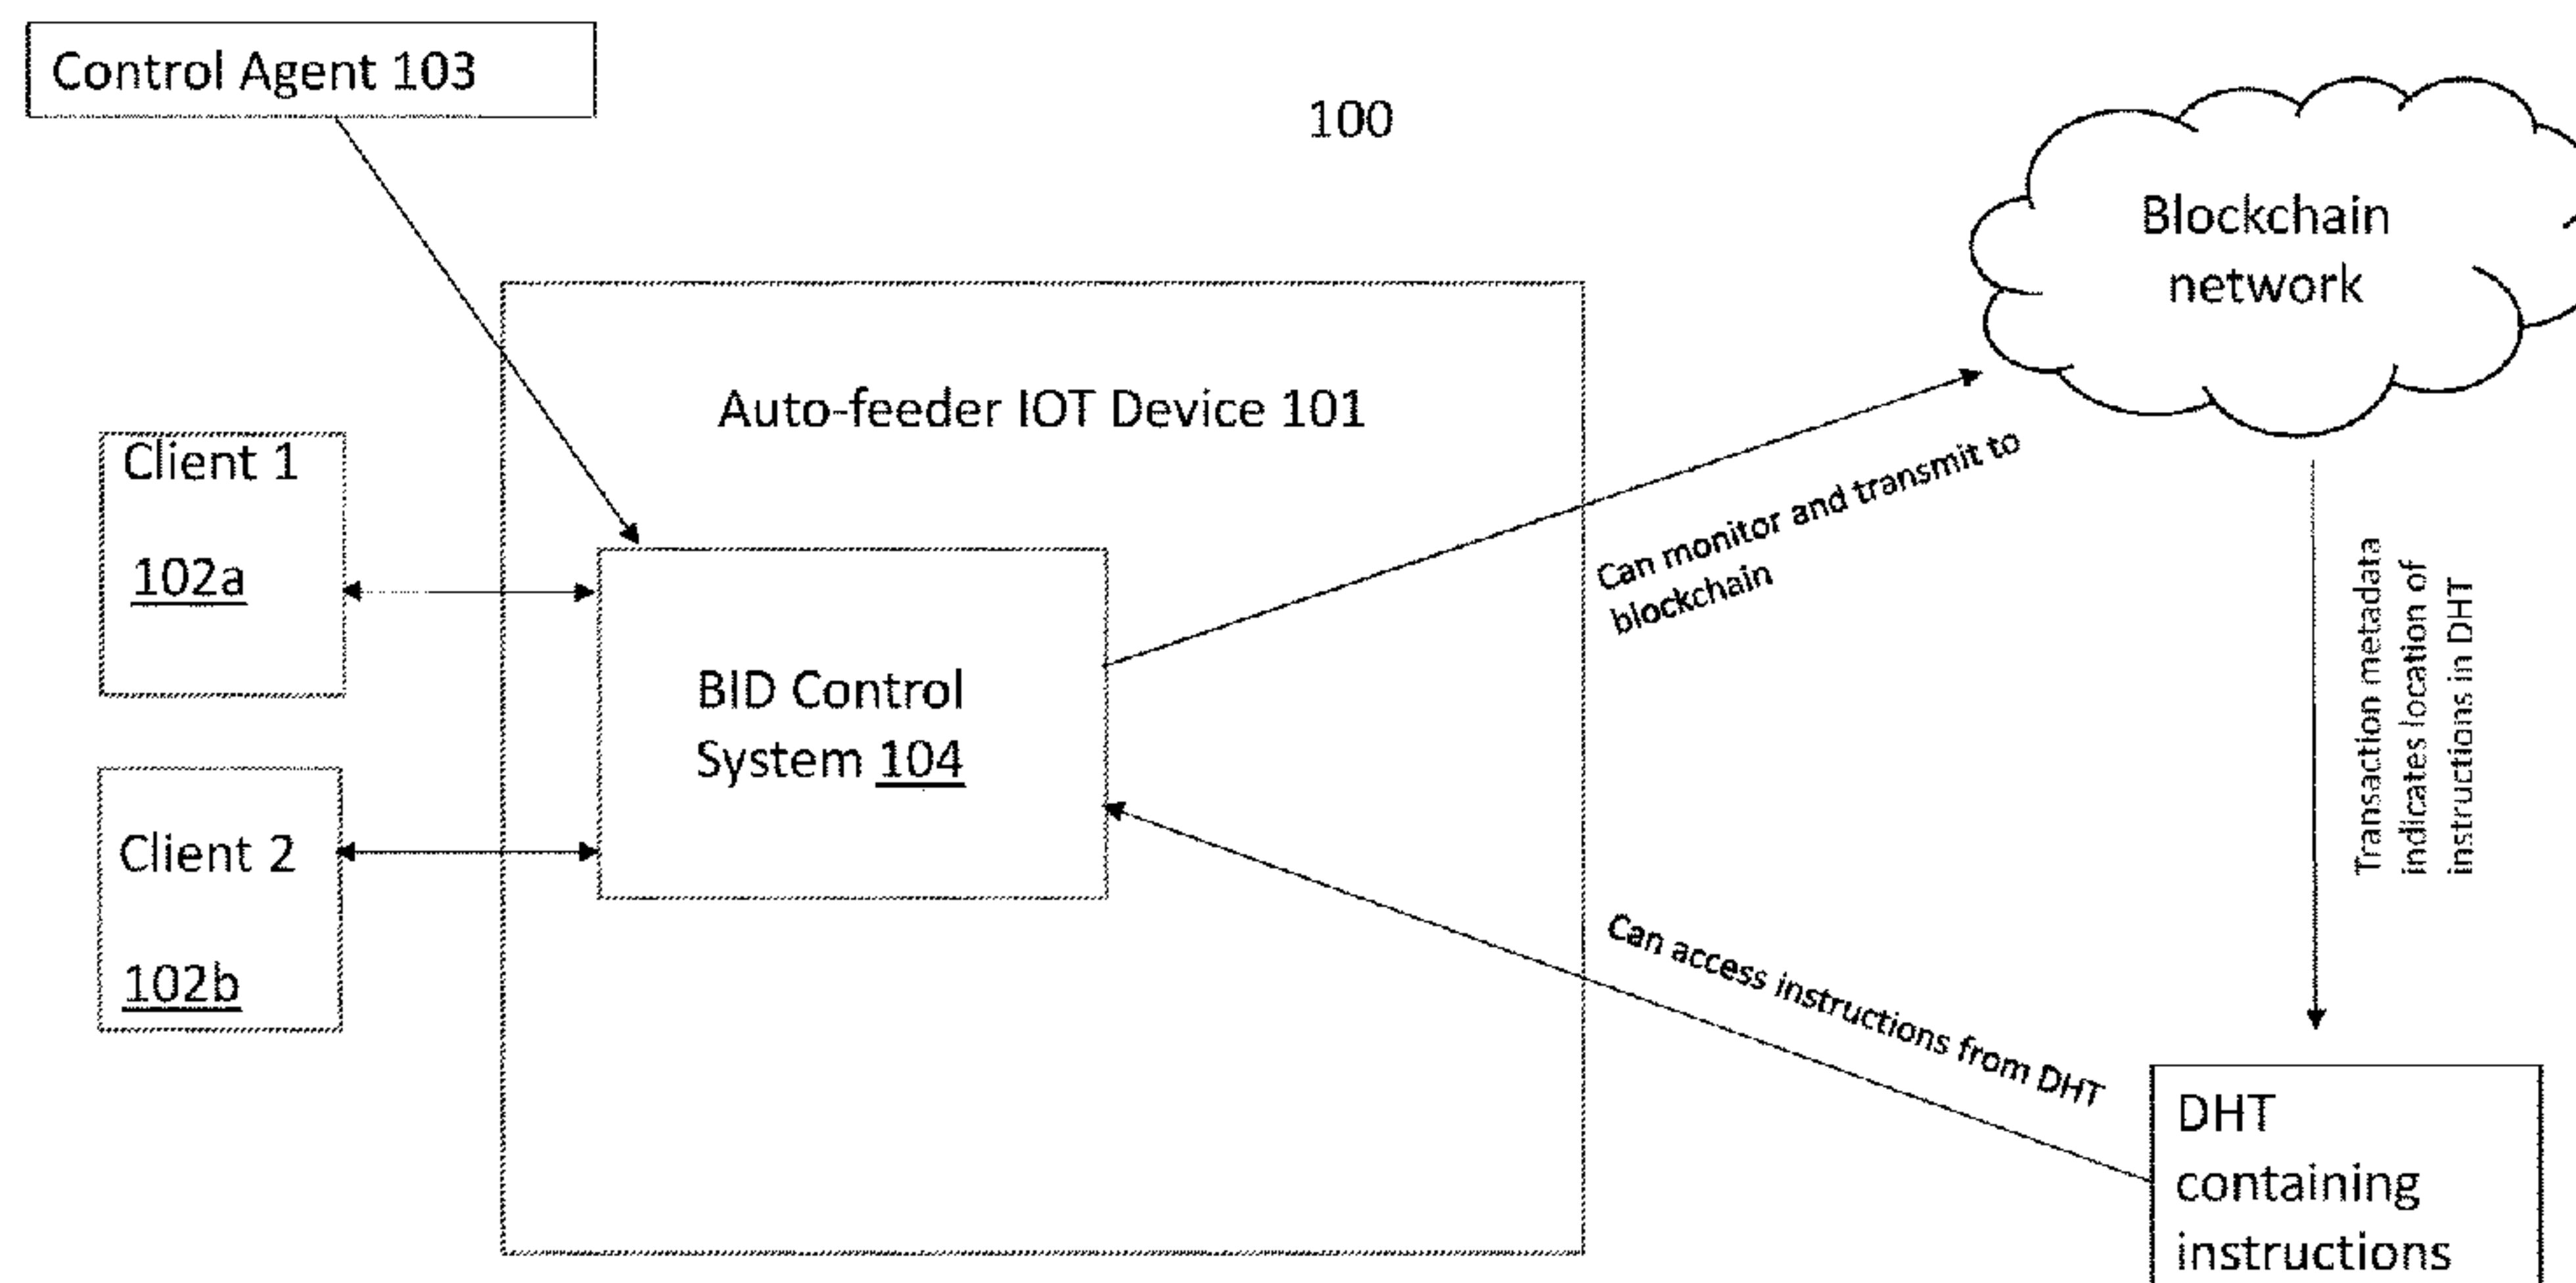 Control Agent 103
100
Blockchain
network
Auto-feeder IOT Device 101
Client 1
102a
Can monitor and transmit to
blockchain
Transaction metadata
indicates location of
instructions in DHT
BID Control
System 104
Client 2
102b
Can access instructions from DHT
DHT
containing
instructions